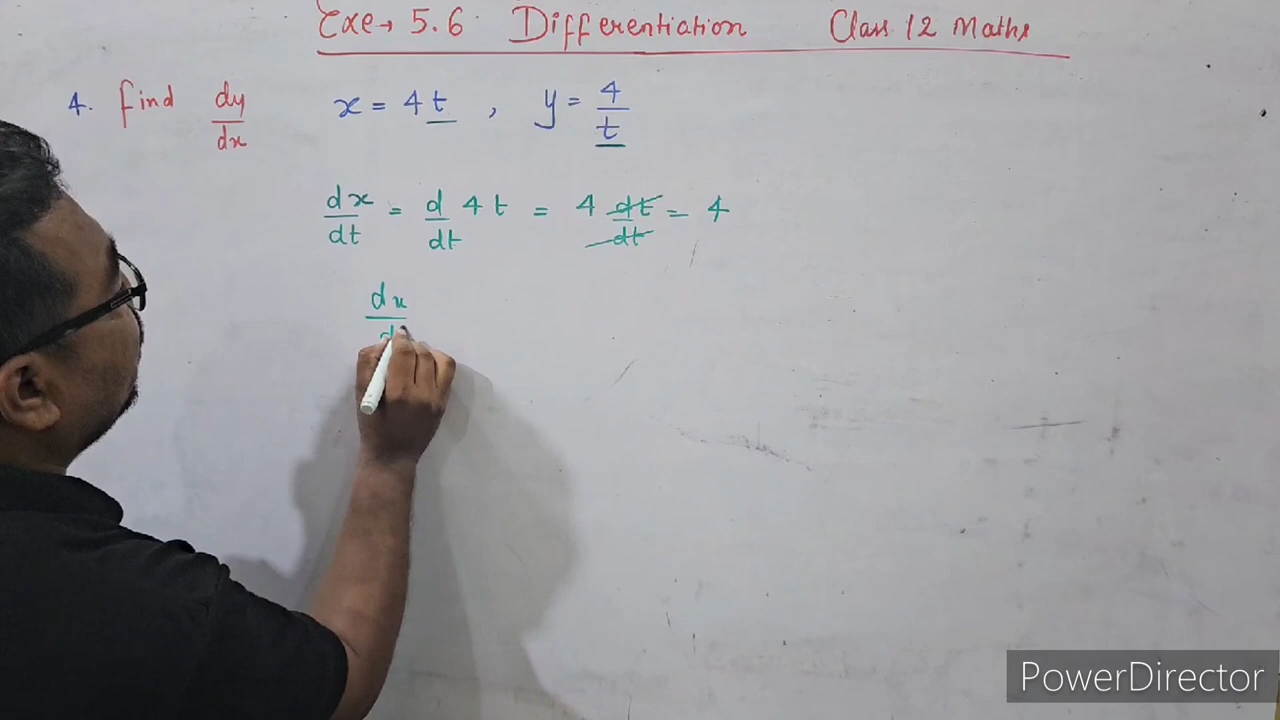 Exe→ 5.6 Differentiation Class 12 Maths
4. find dy/dx x = 4t , y = 4/t
dx/dt = d/dt 4t = 4 dt/dt = 4
dx/d
PowerDirector